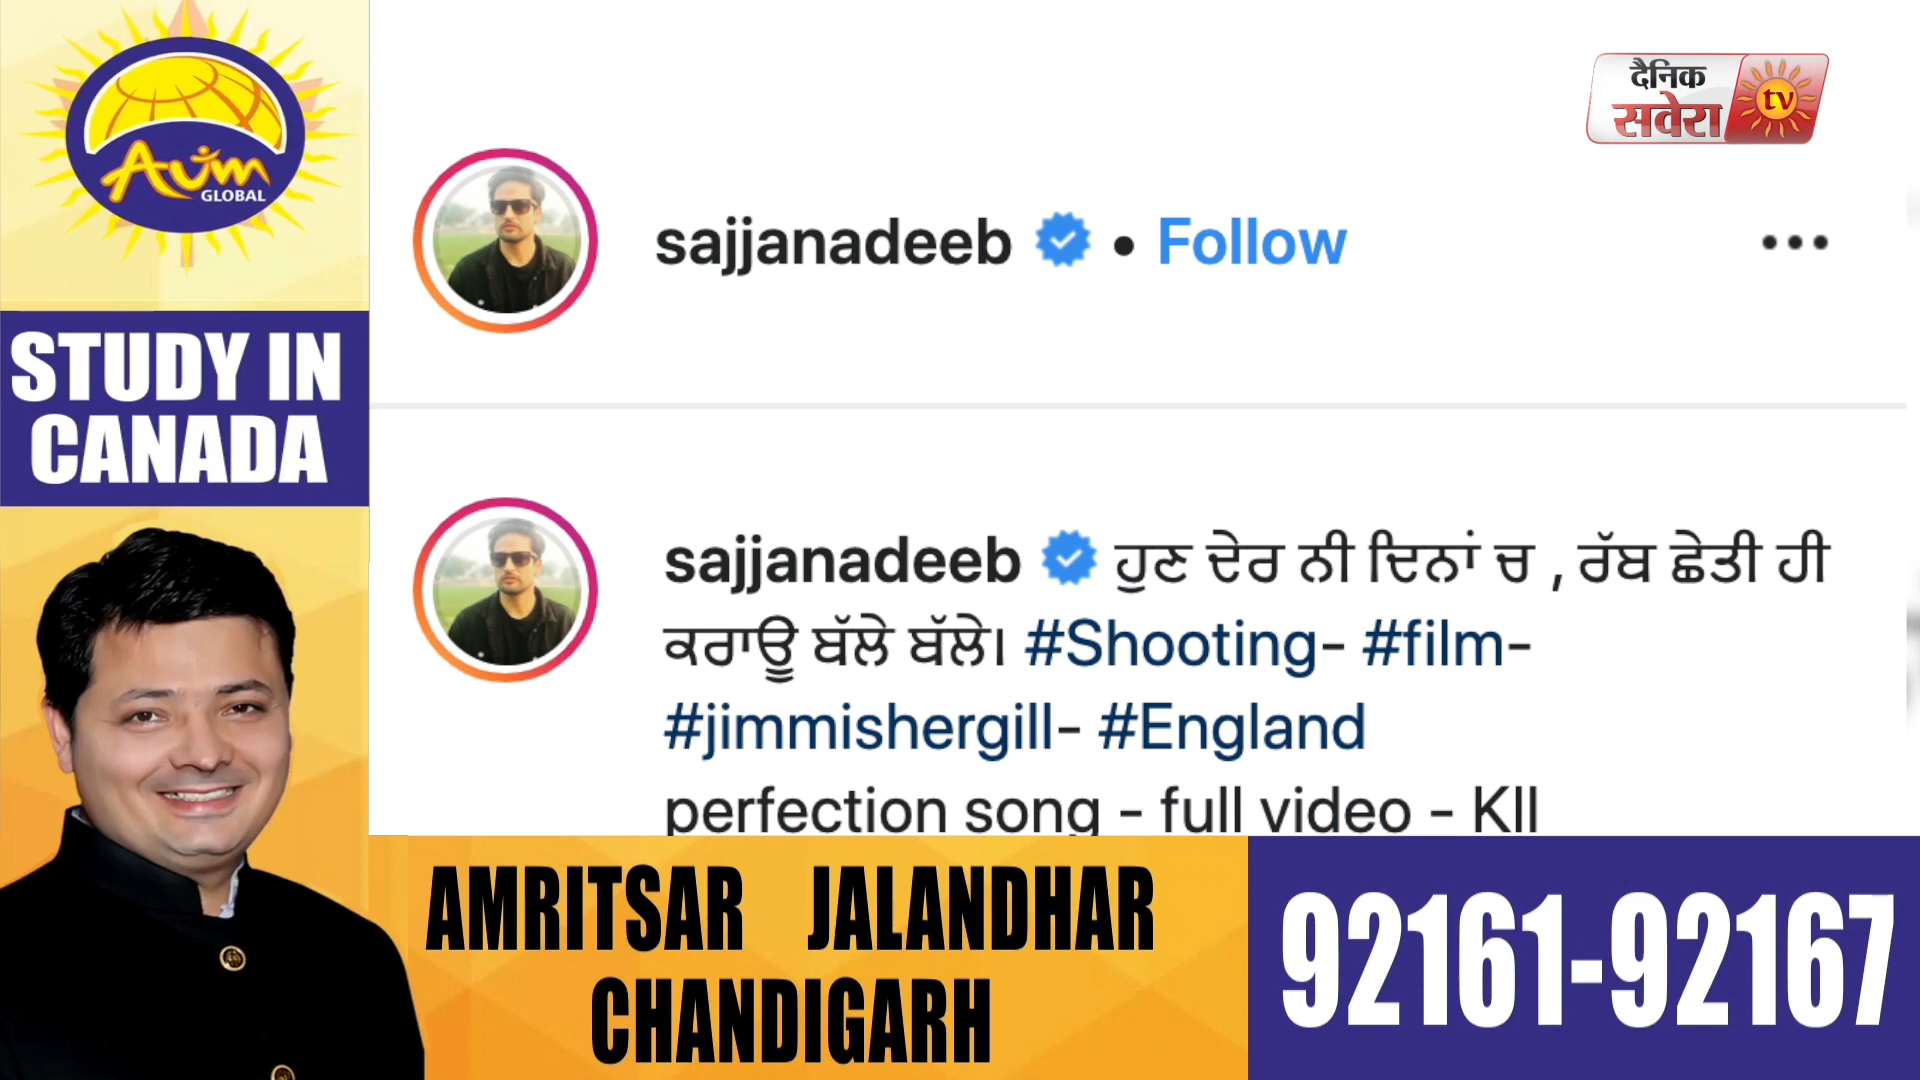 Aum
GLOBAL
STUDY IN
CANADA
दैनिक
सवेरा
tv
sajjanadeeb • Follow
sajjanadeeb ਹੁਣ ਦੇਰ ਨੀ ਦਿਨਾਂ ਚ , ਰੱਬ ਛੇਤੀ ਹੀ
ਕਰਾਊ ਬੱਲੇ ਬੱਲੇ। #Shooting- #film-
#jimmishergill- #England
perfection song - full video - Kll
AMRITSAR JALANDHAR
CHANDIGARH
92161-92167